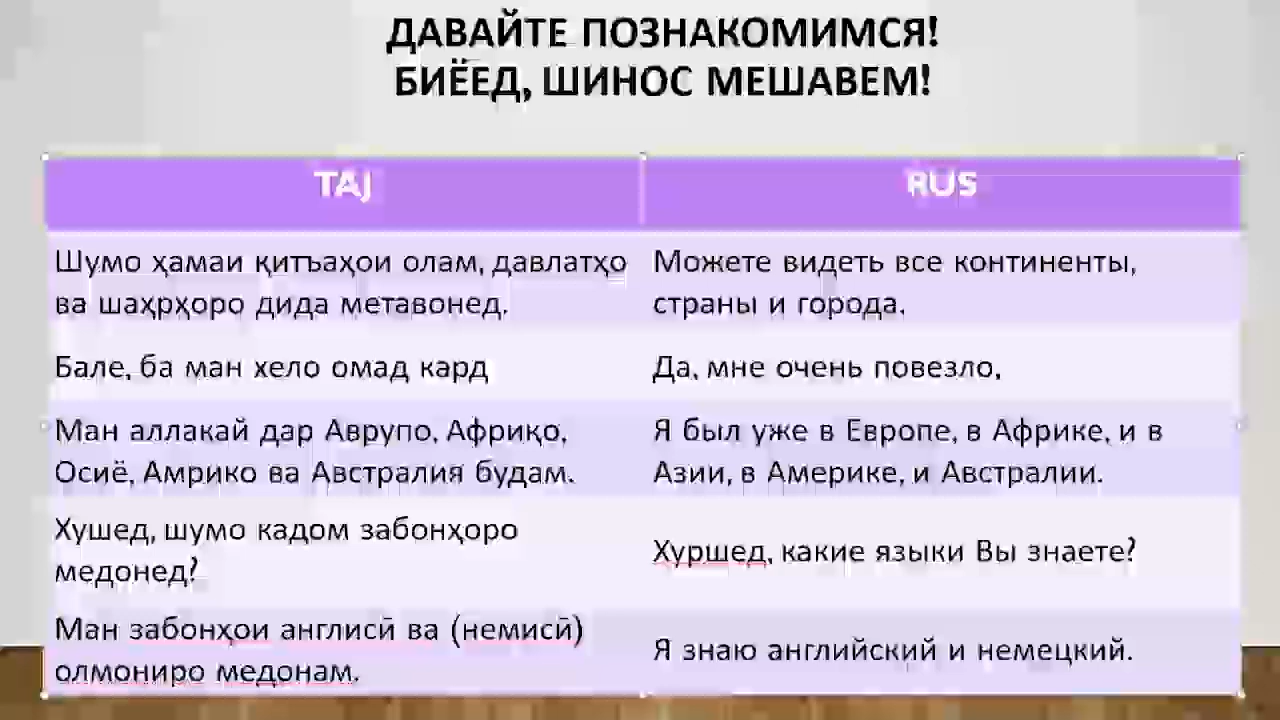 ДАВАЙТЕ ПОЗНАКОМИМСЯ!
БИЁЕД, ШИНОС МЕШАВЕМ!
TAJ
RUS
Шумо ҳамаи қитъаҳои олам, давлатҳо
ва шаҳрҳоро дида метавонед.
Можете видеть все континенты,
страны и города.
Бале, ба ман хело омад кард
Да, мне очень повезло,
Ман аллакай дар Аврупо, Африқо,
Осиё, Амрико ва Австралия будам.
Я был уже в Европе, в Африке, и в
Азии, в Америке, и Австралии.
Хушед, шумо кадом забонҳоро
медонед?
Хуршед, какие языки Вы знаете?
Ман забонҳои англисӣ ва (немисӣ)
олмониро медонам.
Я знаю английский и немецкий.